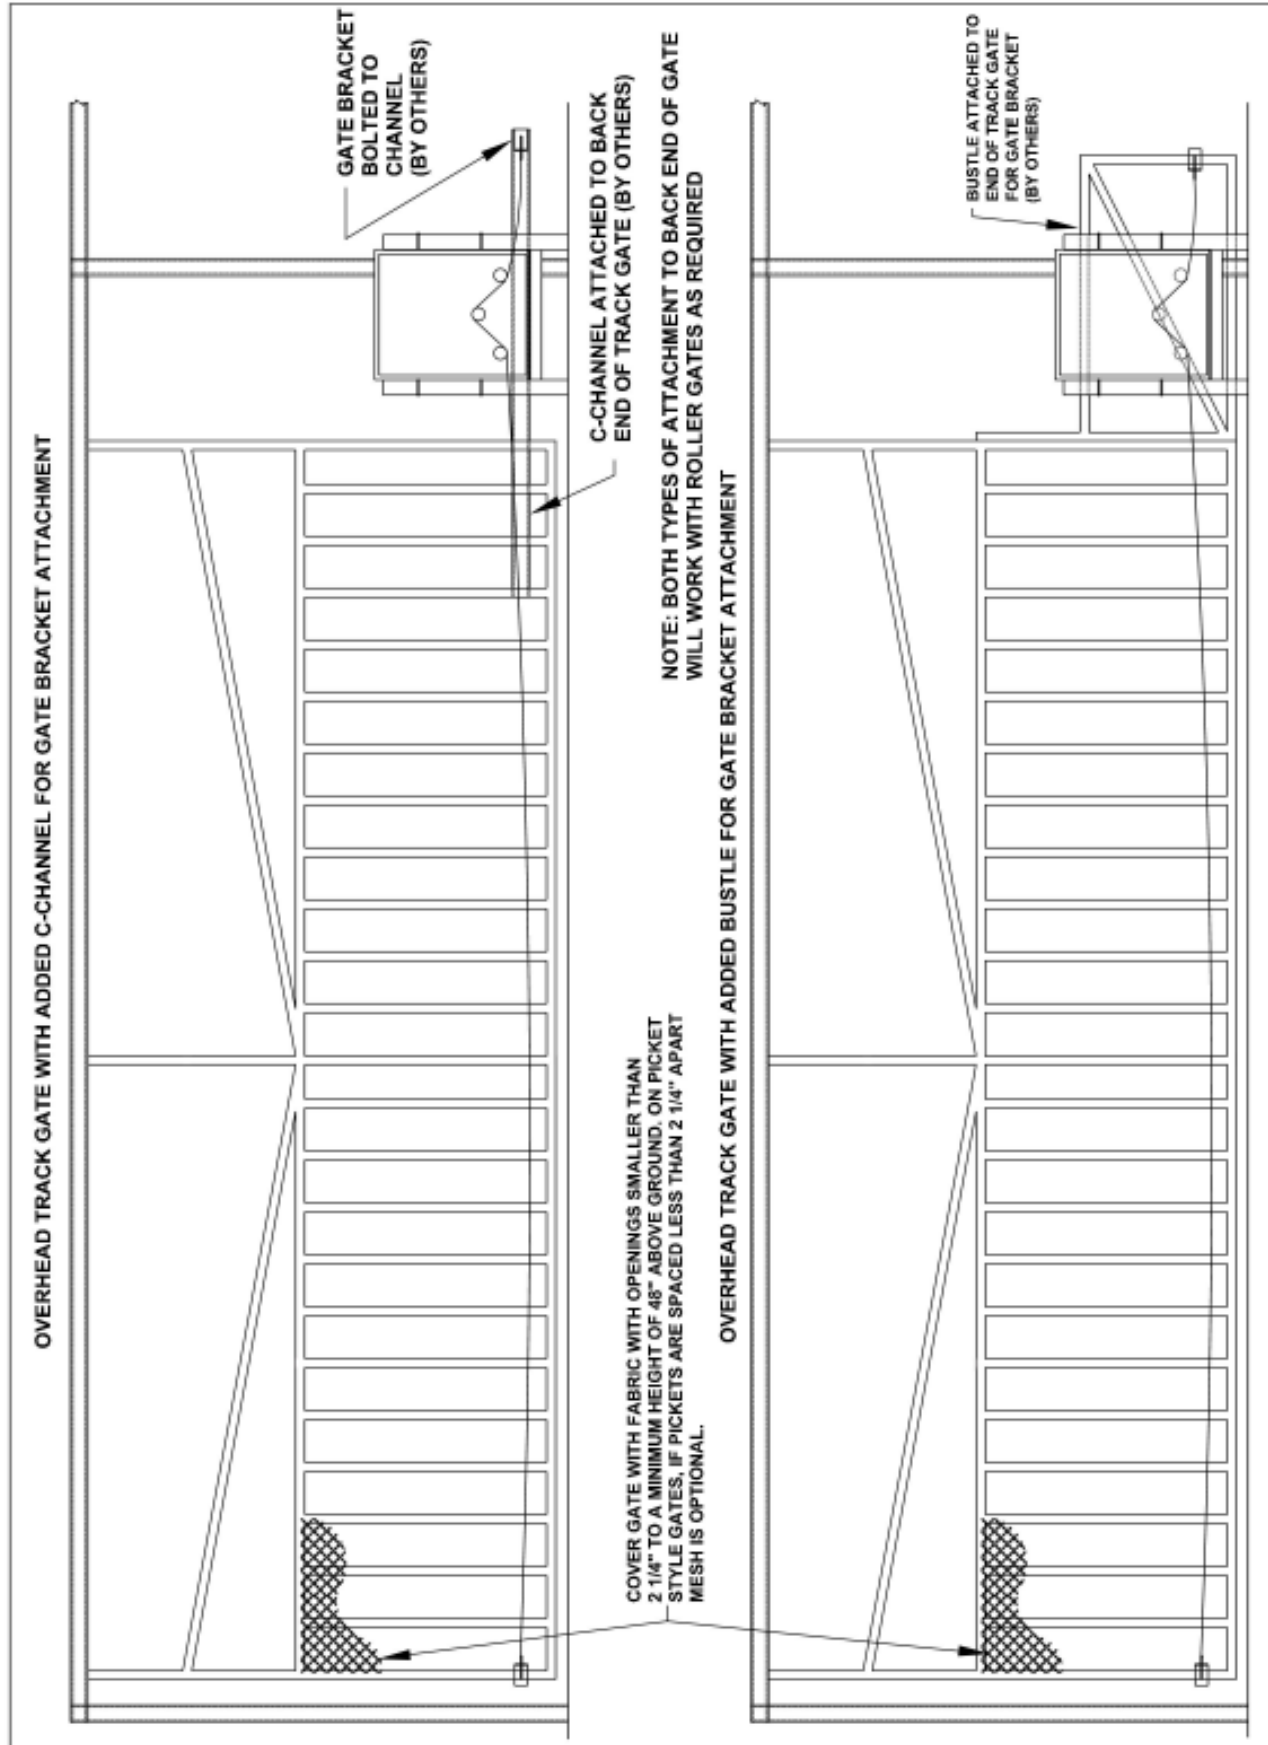 OVERHEAD TRACK GATE WITH ADDED C-CHANNEL FOR GATE BRACKET ATTACHMENT
GATE BRACKET
BOLTED TO
CHANNEL
(BY OTHERS)
C-CHANNEL ATTACHED TO BACK
END OF TRACK GATE (BY OTHERS)
NOTE: BOTH TYPES OF ATTACHMENT TO BACK END OF GATE
WILL WORK WITH ROLLER GATES AS REQUIRED
COVER GATE WITH FABRIC WITH OPENINGS SMALLER THAN
2 1/4" TO A MINIMUM HEIGHT OF 48" ABOVE GROUND. ON PICKET
STYLE GATES, IF PICKETS ARE SPACED LESS THAN 2 1/4" APART
MESH IS OPTIONAL.
OVERHEAD TRACK GATE WITH ADDED BUSTLE FOR GATE BRACKET ATTACHMENT
BUSTLE ATTACHED TO
END OF TRACK GATE
FOR GATE BRACKET
(BY OTHERS)